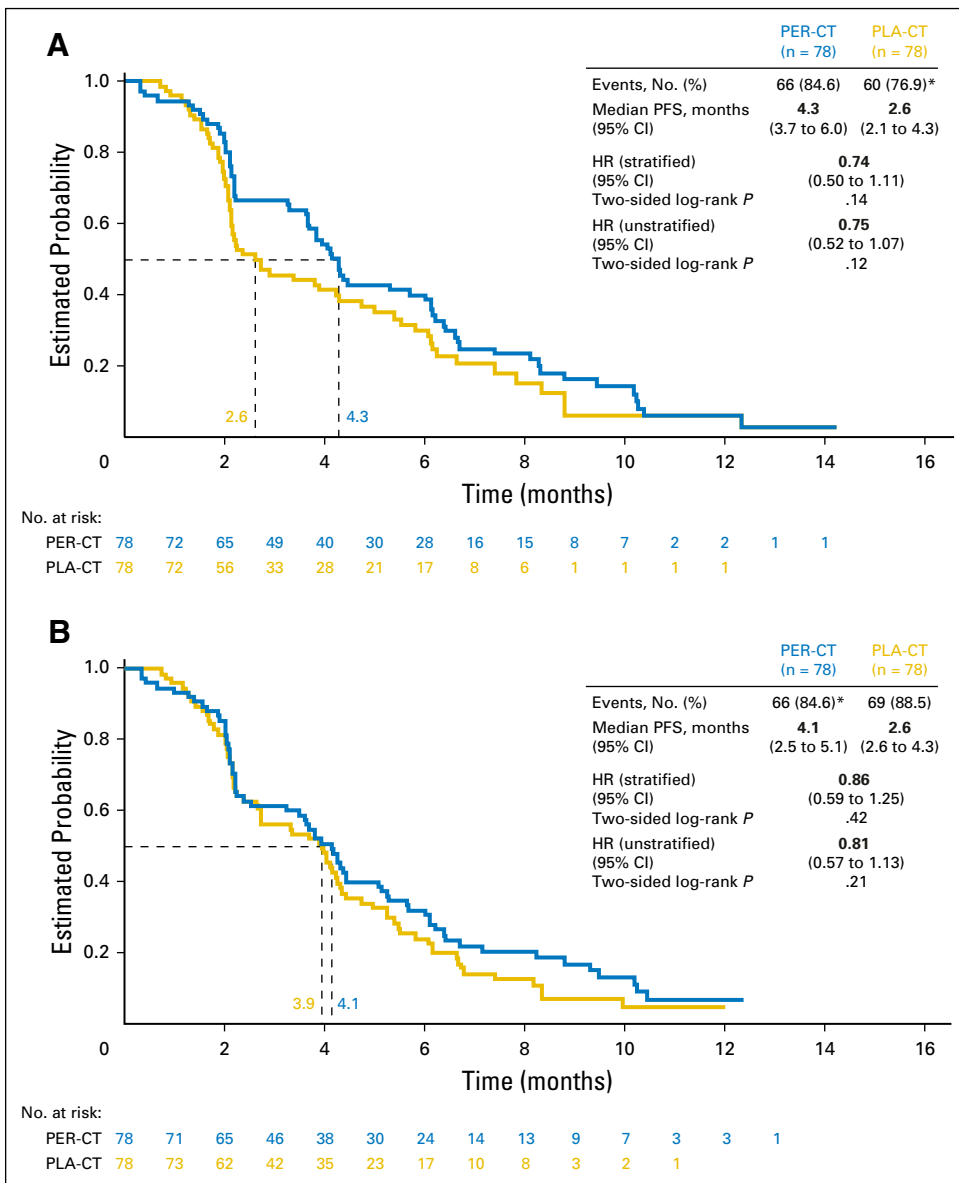 A
PER-CT PLA-CT
(n = 78) (n = 78)
Events, No. (%) 66 (84.6) 60 (76.9)*
Median PFS, months 4.3 2.6
(95% CI) (3.7 to 6.0) (2.1 to 4.3)
HR (stratified) 0.74
(95% CI) (0.50 to 1.11)
Two-sided log-rank P .14
HR (unstratified) 0.75
(95% CI) (0.52 to 1.07)
Two-sided log-rank P .12
Estimated Probability
1.0
0.8
0.6
0.4
0.2
2.6 4.3
0 2 4 6 8 10 12 14 16
Time (months)
No. at risk:
PER-CT 78 72 65 49 40 30 28 16 15 8 7 2 2 1 1
PLA-CT 78 72 56 33 28 21 17 8 6 1 1 1 1
B
PER-CT PLA-CT
(n = 78) (n = 78)
Events, No. (%) 66 (84.6)* 69 (88.5)
Median PFS, months 4.1 2.6
(95% CI) (2.5 to 5.1) (2.6 to 4.3)
HR (stratified) 0.86
(95% CI) (0.59 to 1.25)
Two-sided log-rank P .42
HR (unstratified) 0.81
(95% CI) (0.57 to 1.13)
Two-sided log-rank P .21
Estimated Probability
1.0
0.8
0.6
0.4
0.2
3.9 4.1
0 2 4 6 8 10 12 14 16
Time (months)
No. at risk:
PER-CT 78 71 65 46 38 30 24 14 13 9 7 3 3 1
PLA-CT 78 73 62 42 35 23 17 10 8 3 2 1